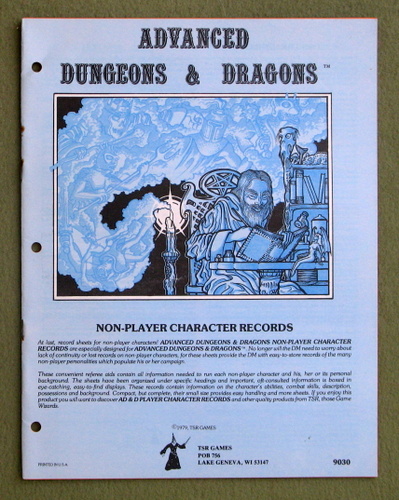 ADVANCED
DUNGEONS & DRAGONS™
NON-PLAYER CHARACTER RECORDS
At last, record sheets for non-player characters! ADVANCED DUNGEONS & DRAGONS NON-PLAYER CHARACTER
RECORDS are especially designed for ADVANCED DUNGEONS & DRAGONS™. No longer will the DM need to worry about
lack of continuity or lost records on non-player characters, for these sheets provide the DM with easy-to-store records of the many
non-player personalities which populate his or her campaign.
These convenient referee aids contain all information needed to run each non-player character and his, her or its personal
background. The sheets have been organized under specific headings and important, oft-consulted information is boxed in
eye-catching, easy-to-find displays. These records contain information on the character's abilities, combat skills, description,
possessions and background. Compact, but complete, their small size provides easy handling and more sheets. If you enjoy this
product you will want to discover AD & D PLAYER CHARACTER RECORDS and other quality products from TSR, those Game
Wizards.
©1979, TSR GAMES
TSR GAMES
POB 756
LAKE GENEVA, WI 53147
PRINTED IN U.S.A.
9030